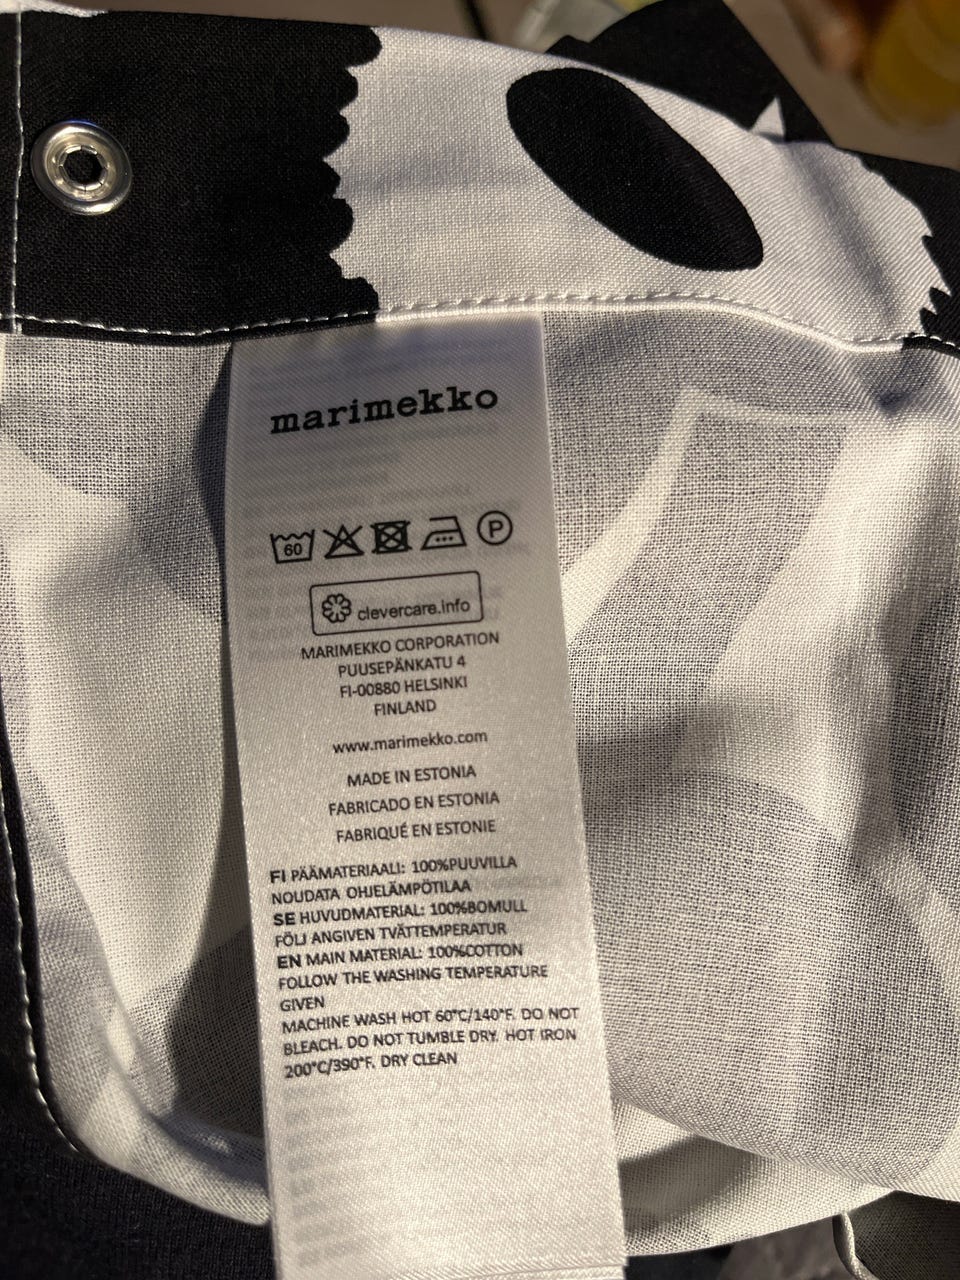 marimekko
60 P
clevercare.info
MARIMEKKO CORPORATION
PUUSEPÄNKATU 4
FI-00880 HELSINKI
FINLAND
www.marimekko.com
MADE IN ESTONIA
FABRICADO EN ESTONIA
FABRIQUÉ EN ESTONIE
FI PÄÄMATERIAALI: 100%PUUVILLA
NOUDATA OHJELÄMPÖTILAA
SE HUVUDMATERIAL: 100%BOMULL
FÖLJ ANGIVEN TVÄTTEMPERATUR
EN MAIN MATERIAL: 100%COTTON
FOLLOW THE WASHING TEMPERATURE
GIVEN
MACHINE WASH HOT 60°C/140°F. DO NOT
BLEACH. DO NOT TUMBLE DRY. HOT IRON
200°C/390°F. DRY CLEAN